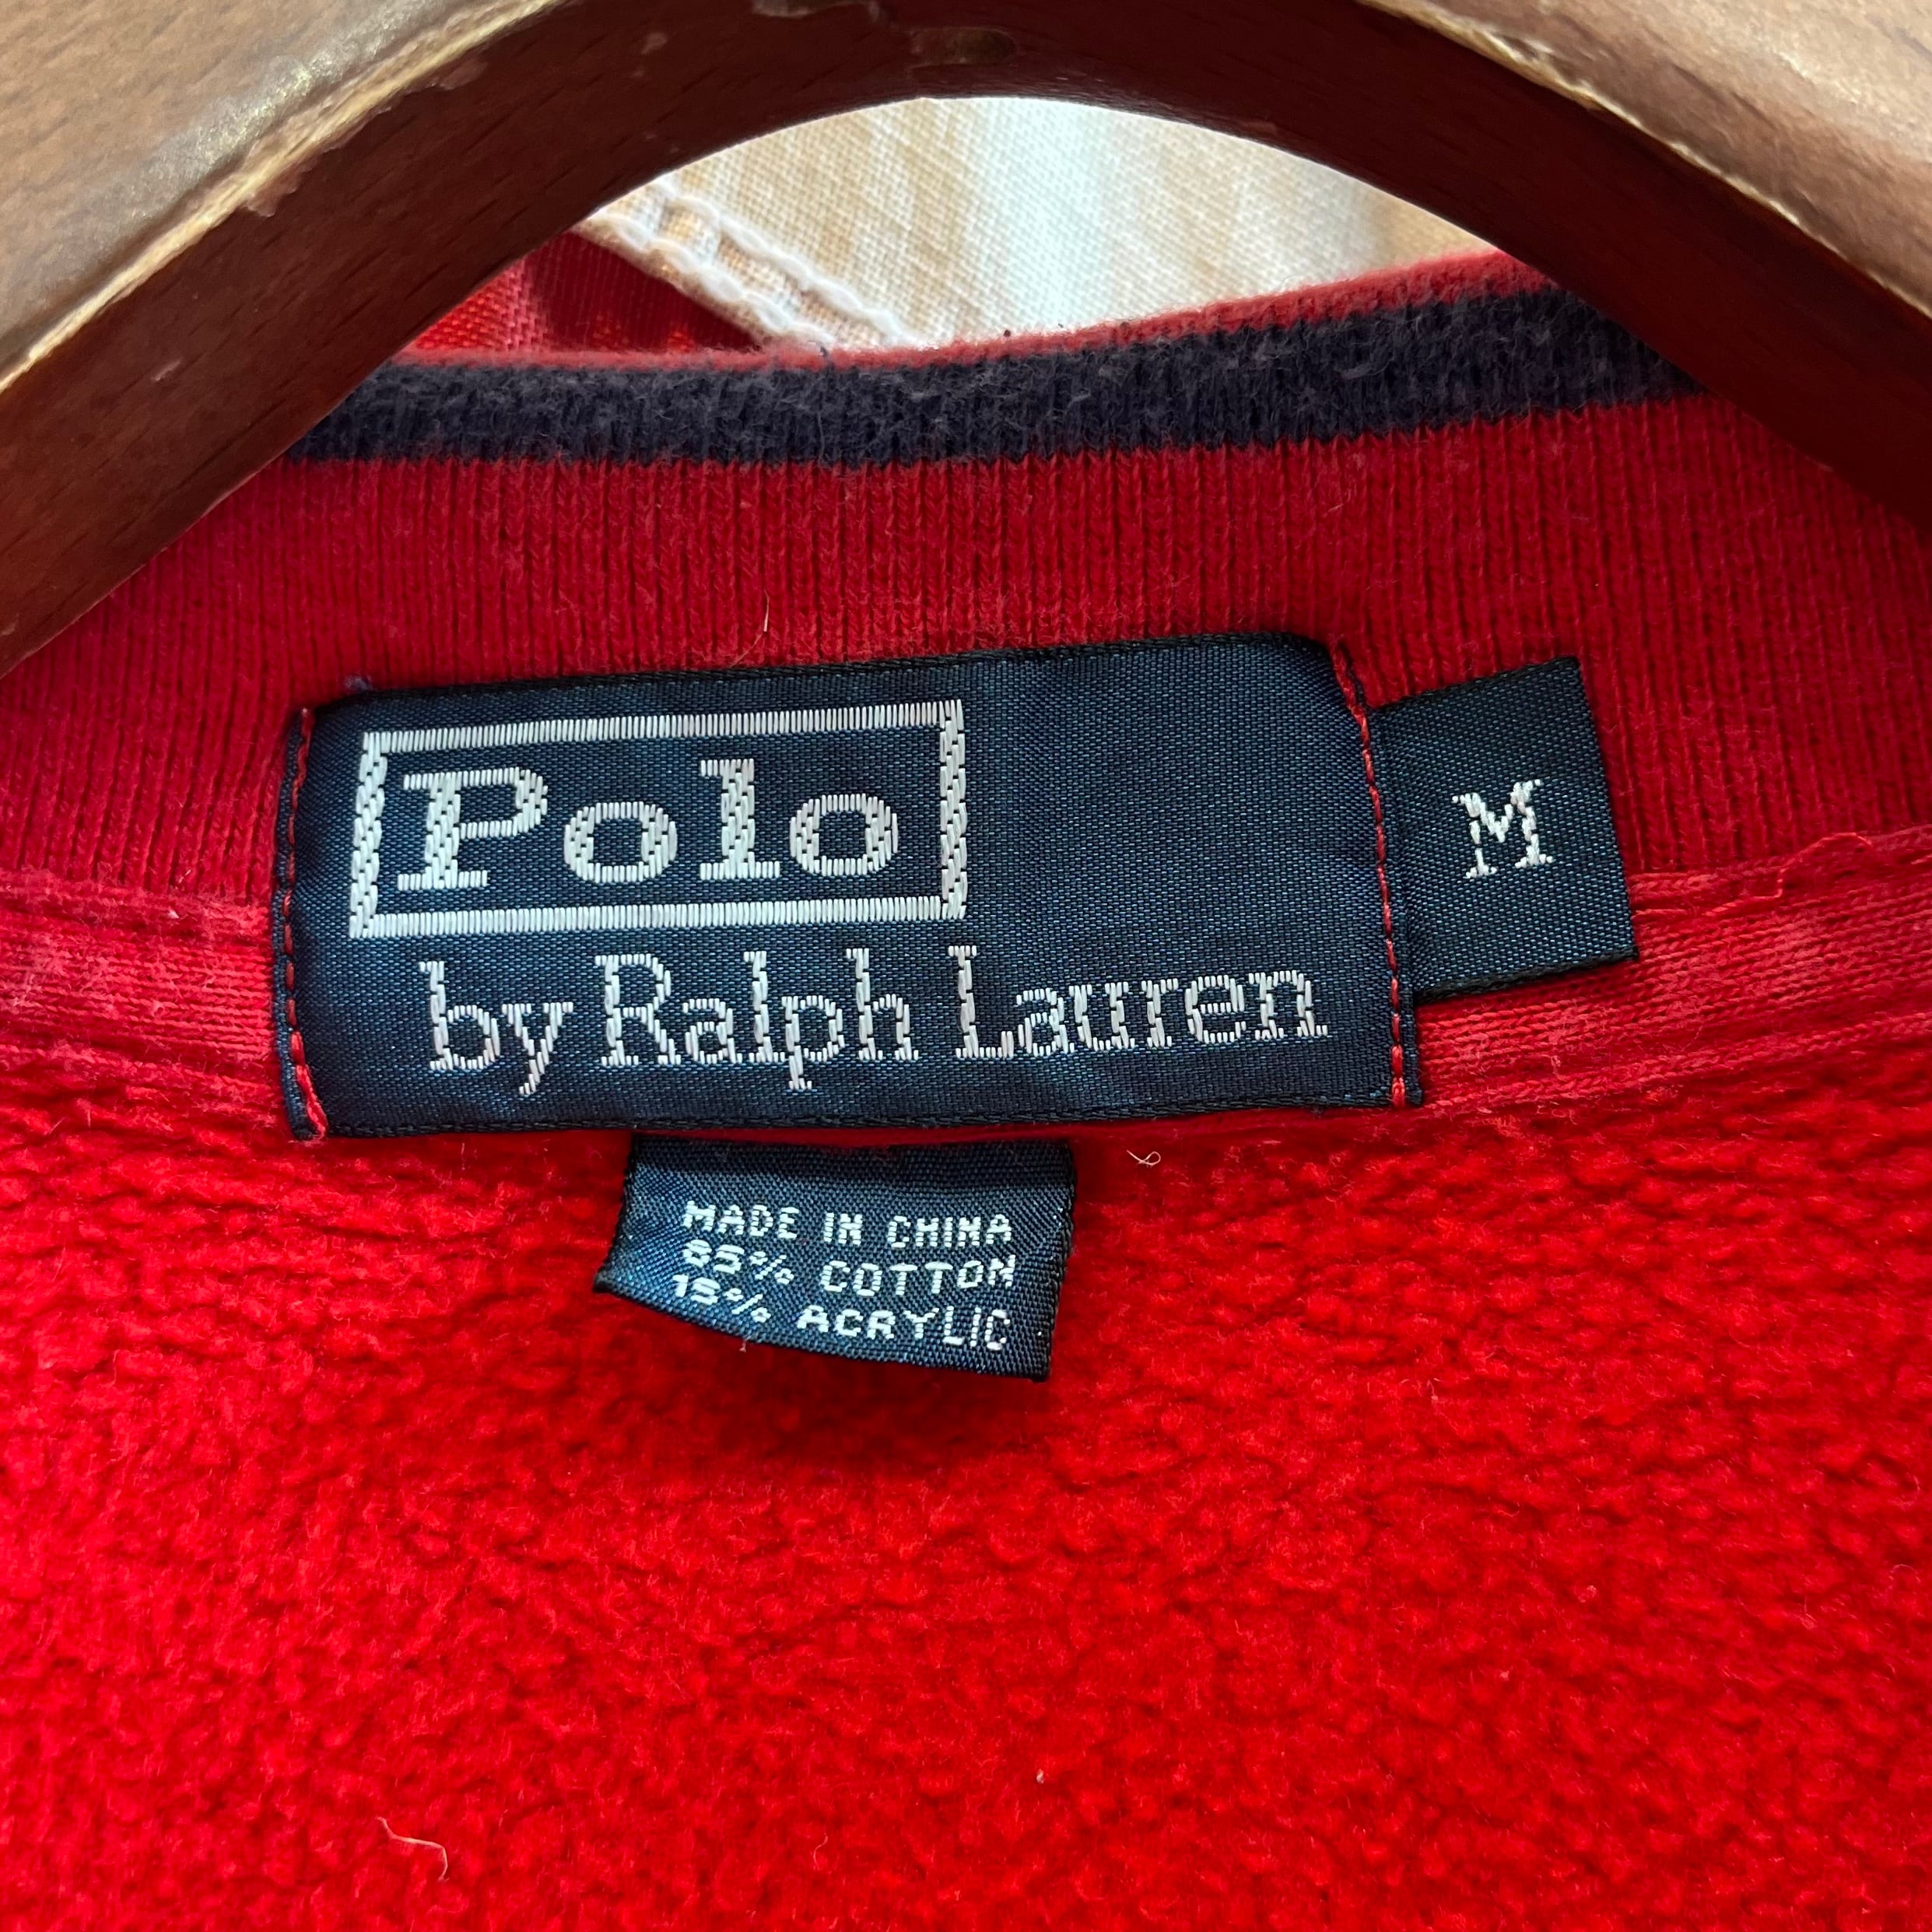 Polo
by Ralph Lauren
M
MADE IN CHINA
85% COTTON
15% ACRYLIC